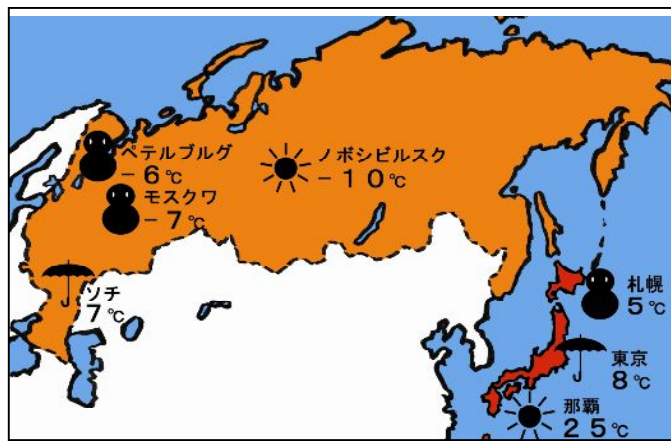 ペテルブルグ
－６℃
ノボシビルスク
－１０℃
モスクワ
－７℃
ソチ
７℃
札幌
５℃
東京
８℃
那覇
２５℃